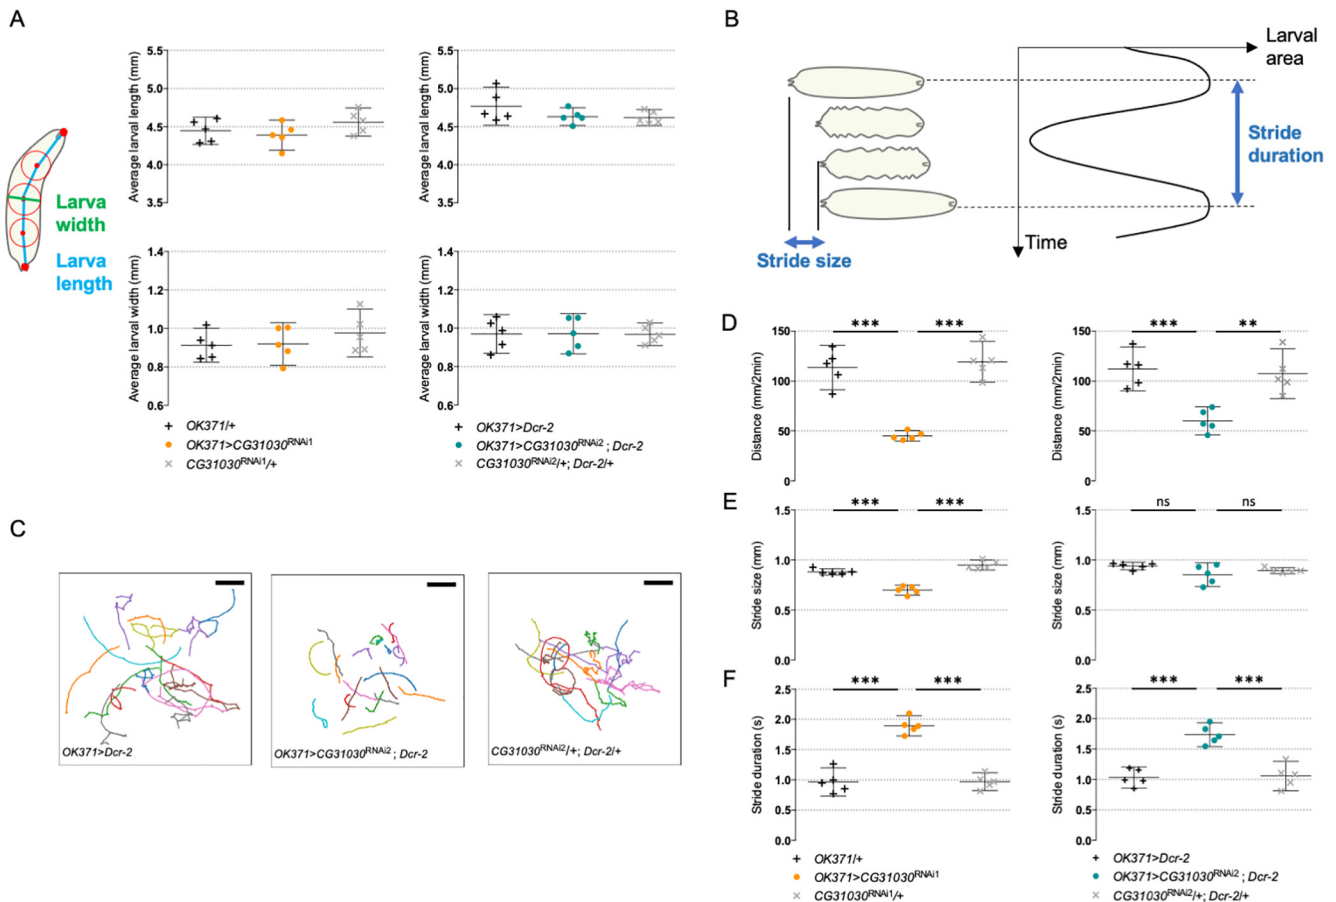 A
Larva
width
Larva
length
Average larval length (mm)
5.5
5.0
4.5
4.0
3.5
Average larval length (mm)
5.5
5.0
4.5
4.0
3.5
Average larval width (mm)
1.4
1.2
1.0
0.8
0.6
Average larval width (mm)
1.4
1.2
1.0
0.8
0.6
+ OK371/+
OK371>CG31030RNAi1
× CG31030RNAi1/+
+ OK371>Dcr-2
OK371>CG31030RNAi2 ; Dcr-2
× CG31030RNAi2/+; Dcr-2/+
B
Larval
area
Stride
duration
Time
Stride size
C
OK371>Dcr-2
OK371>CG31030RNAi2 ; Dcr-2
CG31030RNAi2/+; Dcr-2/+
D
Distance (mm/2min)
150
100
50
0
*** ***
Distance (mm/2min)
150
100
50
0
*** **
E
Stride size (mm)
1.5
1.0
0.5
0.0
*** ***
Stride size (mm)
1.5
1.0
0.5
0.0
ns ns
F
Stride duration (s)
2.5
2.0
1.5
1.0
0.5
0.0
*** ***
Stride duration (s)
2.5
2.0
1.5
1.0
0.5
0.0
*** ***
+ OK371/+
OK371>CG31030RNAi1
× CG31030RNAi1/+
+ OK371>Dcr-2
OK371>CG31030RNAi2 ; Dcr-2
× CG31030RNAi2/+; Dcr-2/+